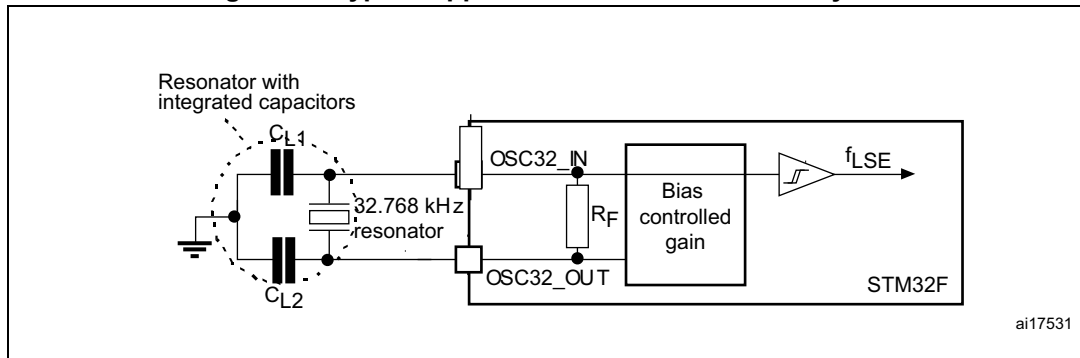 Resonator with
integrated capacitors
CL1
OSC32_IN
fLSE
32.768 kHz
resonator
RF
Bias
controlled
gain
OSC32_OUT
CL2
STM32F
ai17531